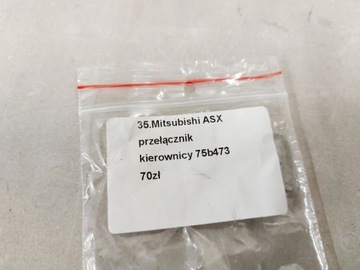 35.Mitsubishi ASX
przełącznik
kierownicy 75b473
70zł